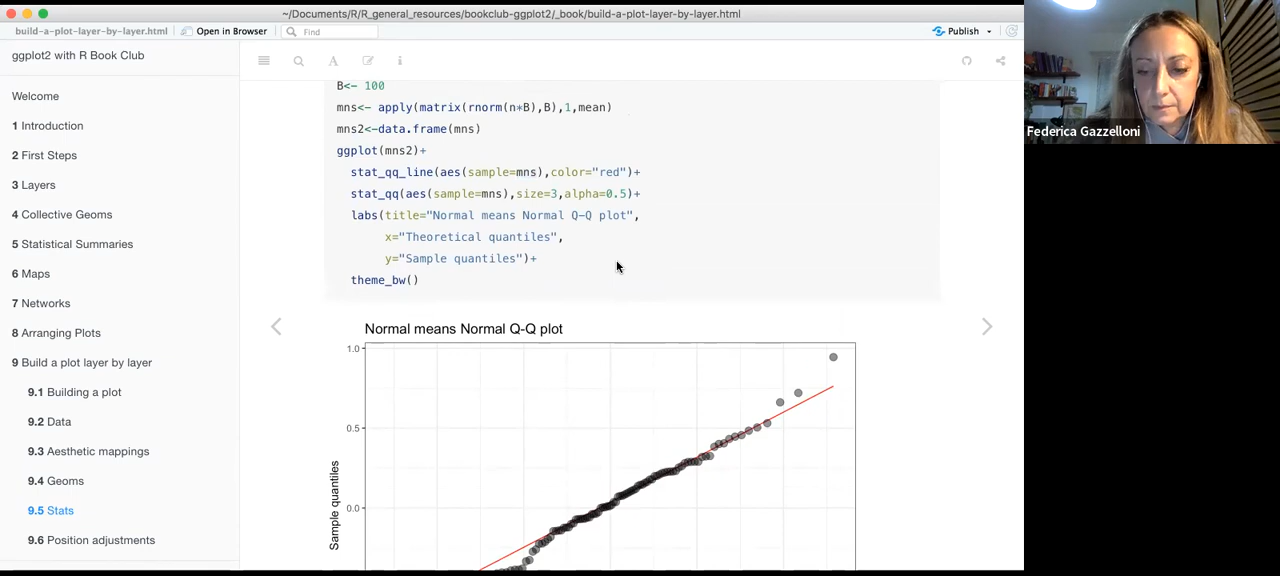 ~/Documents/R/R_general_resources/bookclub-ggplot2/_book/build-a-plot-layer-by-layer.html
build-a-plot-layer-by-layer.html
Open in Browser
Find
Publish
ggplot2 with R Book Club
Welcome
1 Introduction
2 First Steps
3 Layers
4 Collective Geoms
5 Statistical Summaries
6 Maps
7 Networks
8 Arranging Plots
9 Build a plot layer by layer
9.1 Building a plot
9.2 Data
9.3 Aesthetic mappings
9.4 Geoms
9.5 Stats
9.6 Position adjustments
A
i
B<- 100
mns<- apply(matrix(rnorm(n*B),B),1,mean)
mns2<-data.frame(mns)
ggplot(mns2)+
stat_qq_line(aes(sample=mns),color="red")+
stat_qq(aes(sample=mns),size=3,alpha=0.5)+
labs(title="Normal means Normal Q-Q plot",
x="Theoretical quantiles",
y="Sample quantiles")+
theme_bw()
Normal means Normal Q-Q plot
1.0
0.5
0.0
Sample quantiles
Federica Gazzelloni